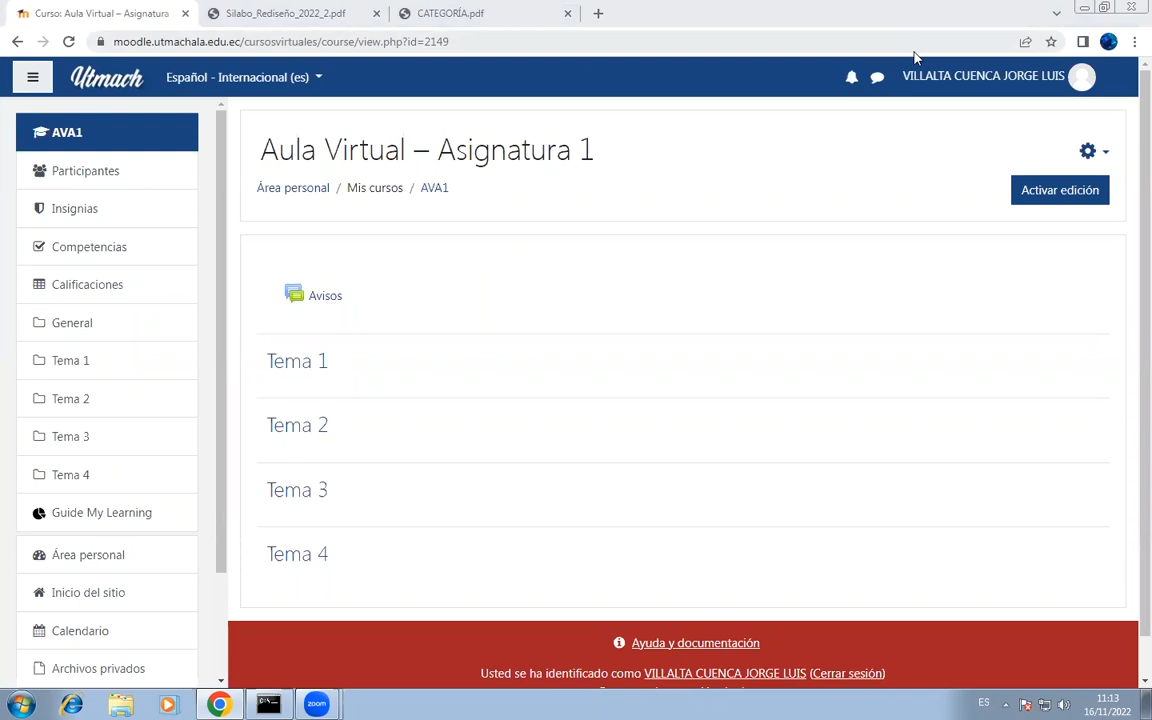 Curso: Aula Virtual – Asignatura
Silabo_Rediseño_2022_2.pdf
CATEGORÍA.pdf
moodle.utmachala.edu.ec/cursosvirtuales/course/view.php?id=2149
Utmach
Español - Internacional (es)
VILLALTA CUENCA JORGE LUIS
AVA1
Participantes
Insignias
Competencias
Calificaciones
General
Tema 1
Tema 2
Tema 3
Tema 4
Guide My Learning
Área personal
Inicio del sitio
Calendario
Archivos privados
Aula Virtual – Asignatura 1
Área personal / Mis cursos / AVA1
Activar edición
Avisos
Tema 1
Tema 2
Tema 3
Tema 4
Ayuda y documentación
Usted se ha identificado como VILLALTA CUENCA JORGE LUIS (Cerrar sesión)
zoom
ES
11:13
16/11/2022